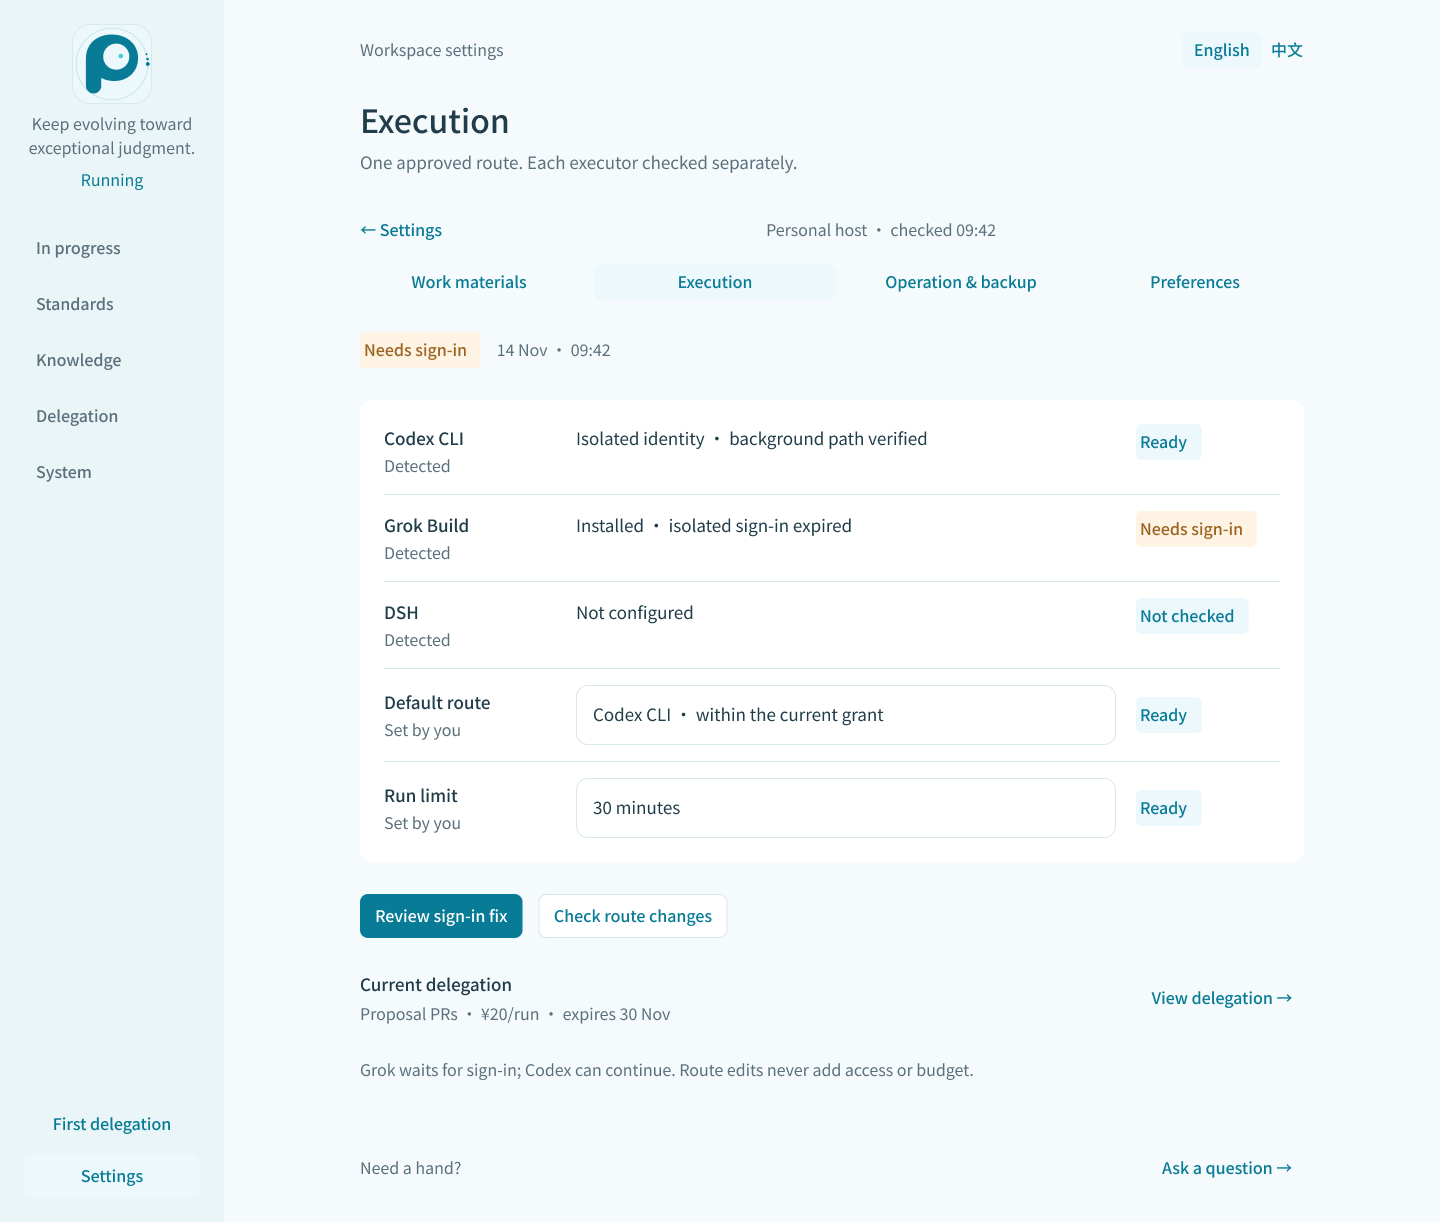 Keep evolving toward
exceptional judgment.
Running
In progress
Standards
Knowledge
Delegation
System
First delegation
Settings
Workspace settings
English 中文
Execution
One approved route. Each executor checked separately.
← Settings
Personal host • checked 09:42
Work materials Execution Operation & backup Preferences
Needs sign-in 14 Nov • 09:42
Codex CLI Isolated identity • background path verified Ready
Detected
Grok Build Installed • isolated sign-in expired Needs sign-in
Detected
DSH Not configured Not checked
Detected
Default route Codex CLI • within the current grant Ready
Set by you
Run limit 30 minutes Ready
Set by you
Review sign-in fix Check route changes
Current delegation
Proposal PRs • ¥20/run • expires 30 Nov
View delegation →
Grok waits for sign-in; Codex can continue. Route edits never add access or budget.
Need a hand? Ask a question →